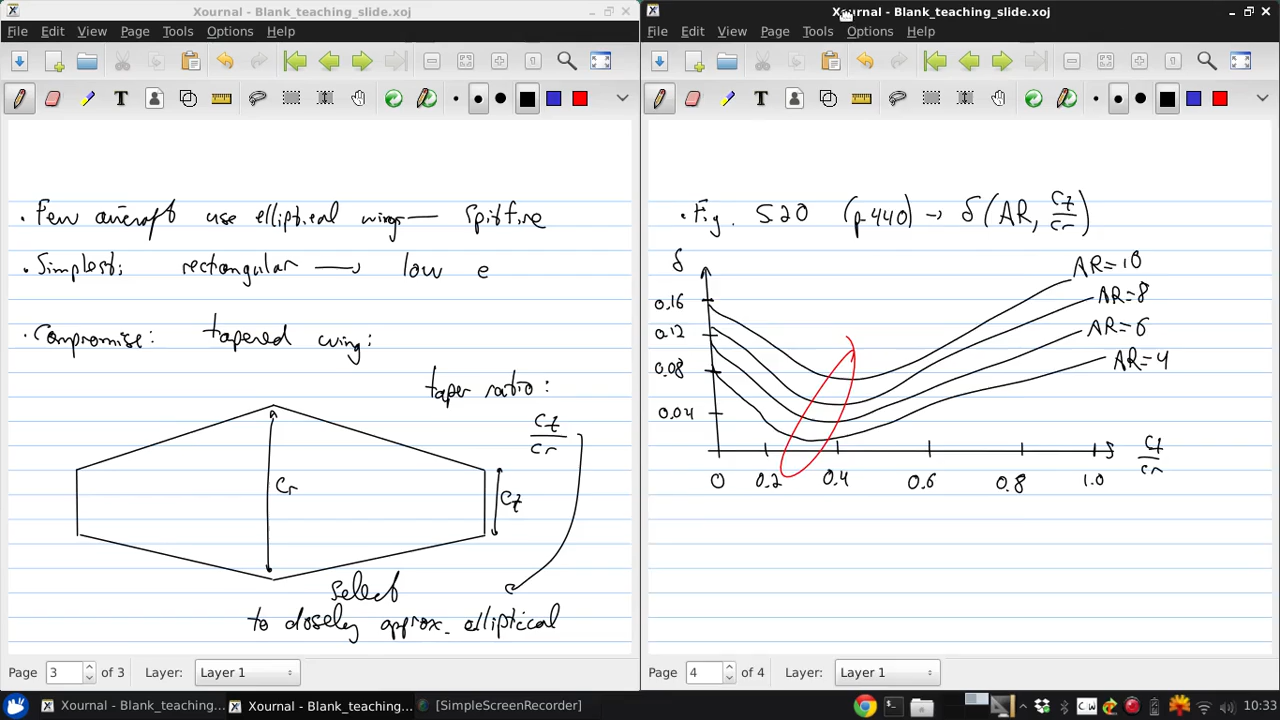 Xournal - Blank_teaching_slide.xoj
File Edit View Page Tools Options Help
· Few aircraft use elliptical wings — Spitfire
· Simplest: rectangular → low e
· Compromise: tapered wing:
taper ratio:
ct
cr
cr
ct
select
to closely approx. elliptical
Page 3 of 3 Layer: Layer 1
Xournal - Blank_teaching_slide.xoj
File Edit View Page Tools Options Help
· Fig. 5.20 (p.440) → δ(AR, ct/cr)
δ
AR=10
0.16
AR=8
0.12
AR=6
0.08
AR=4
0.04
ct
cr
0 0.2 0.4 0.6 0.8 1.0
Page 4 of 4 Layer: Layer 1
Xournal - Blank_teaching_... Xournal - Blank_teaching_... [SimpleScreenRecorder] 10:33